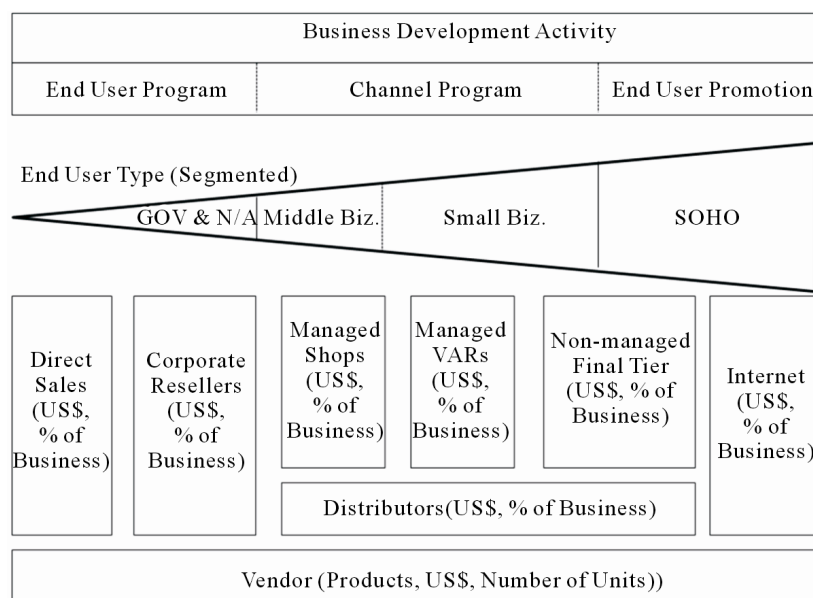 Business Development Activity
End User Program
Channel Program
End User Promotion
End User Type (Segmented)
GOV & N/A
Middle Biz.
Small Biz.
SOHO
Direct
Sales
(US$,
% of
Business)
Corporate
Resellers
(US$,
% of
Business)
Managed
Shops
(US$,
% of
Business)
Managed
VARs
(US$,
% of
Business)
Non-managed
Final Tier
(US$, % of
Business)
Internet
(US$,
% of
Business)
Distributors(US$, % of Business)
Vendor (Products, US$, Number of Units))